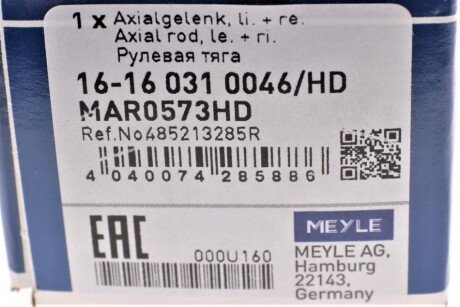 1 x Axialgelenk, li. + re.
Axial rod, le. + ri.
Рулевая тяга
16-16 031 0046/HD
MAR0573HD
Ref.No485213285R
4 040074 285886
EAC
000U160
MEYLE
MEYLE AG,
Hamburg
22143,
Germany